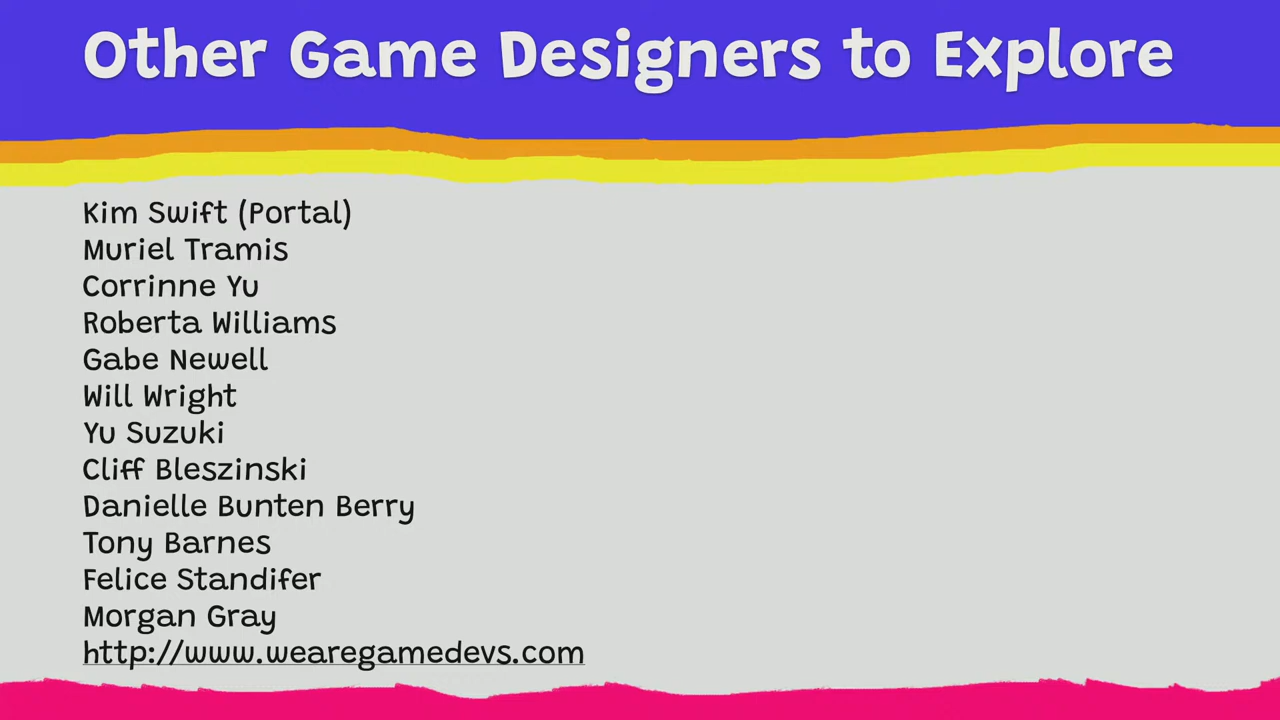 Other Game Designers to Explore
Kim Swift (Portal)
Muriel Tramis
Corrinne Yu
Roberta Williams
Gabe Newell
Will Wright
Yu Suzuki
Cliff Bleszinski
Danielle Bunten Berry
Tony Barnes
Felice Standifer
Morgan Gray
http://www.wearegamedevs.com